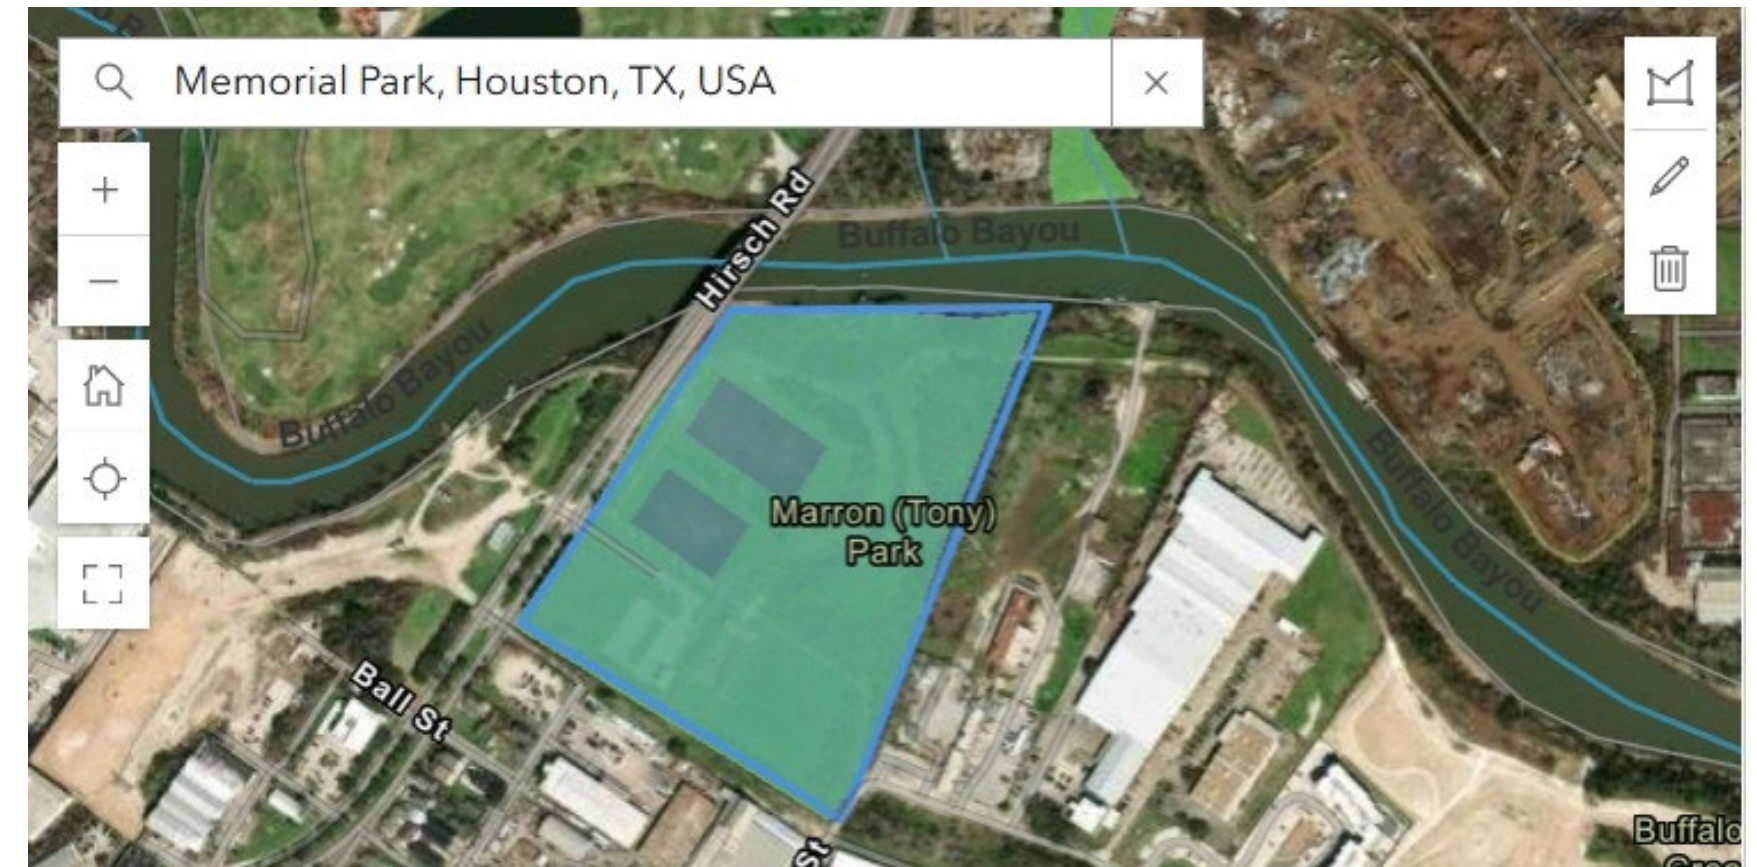 Memorial Park, Houston, TX, USA
Hirsch Rd
Buffalo Bayou
Buffalo Bayou
Marron (Tony)
Park
Buffalo Bayou
Ball St
St
Buffalo